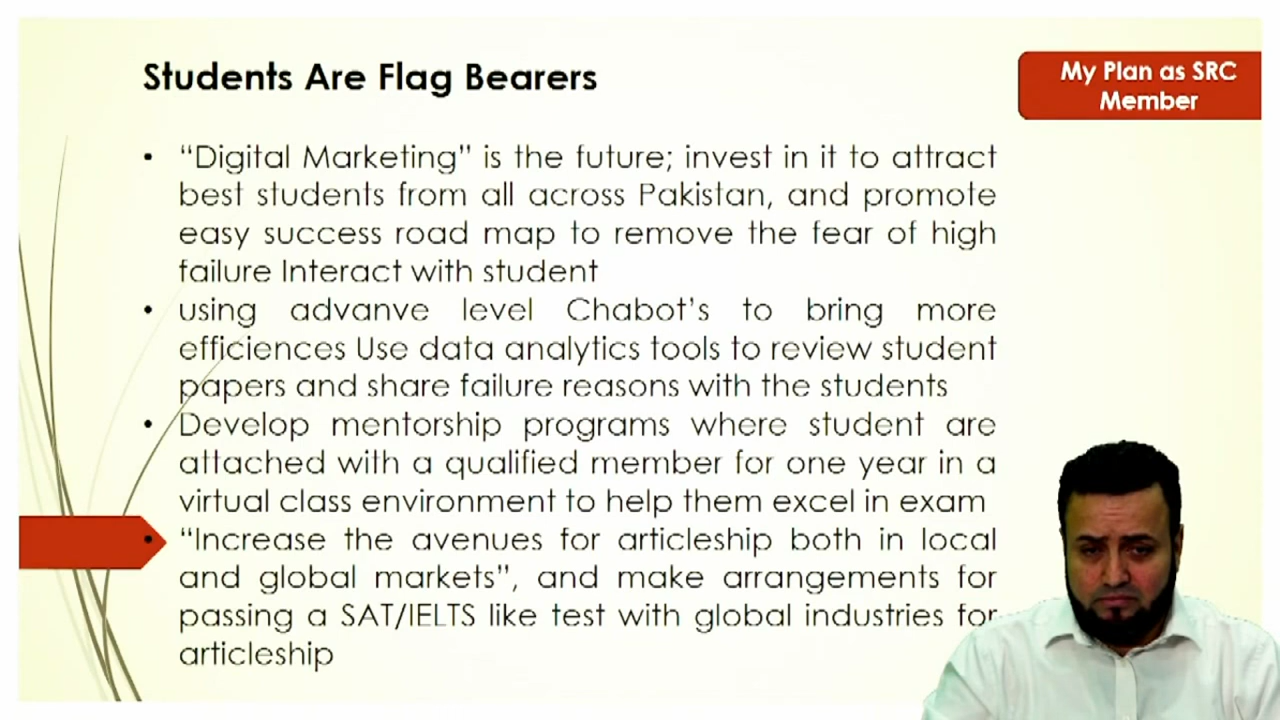 Students Are Flag Bearers
My Plan as SRC
Member
• “Digital Marketing” is the future; invest in it to attract
best students from all across Pakistan, and promote
easy success road map to remove the fear of high
failure Interact with student
• using advanve level Chabot’s to bring more
efficiences Use data analytics tools to review student
papers and share failure reasons with the students
• Develop mentorship programs where student are
attached with a qualified member for one year in a
virtual class environment to help them excel in exam
• “Increase the avenues for articleship both in local
and global markets”, and make arrangements for
passing a SAT/IELTS like test with global industries for
articleship